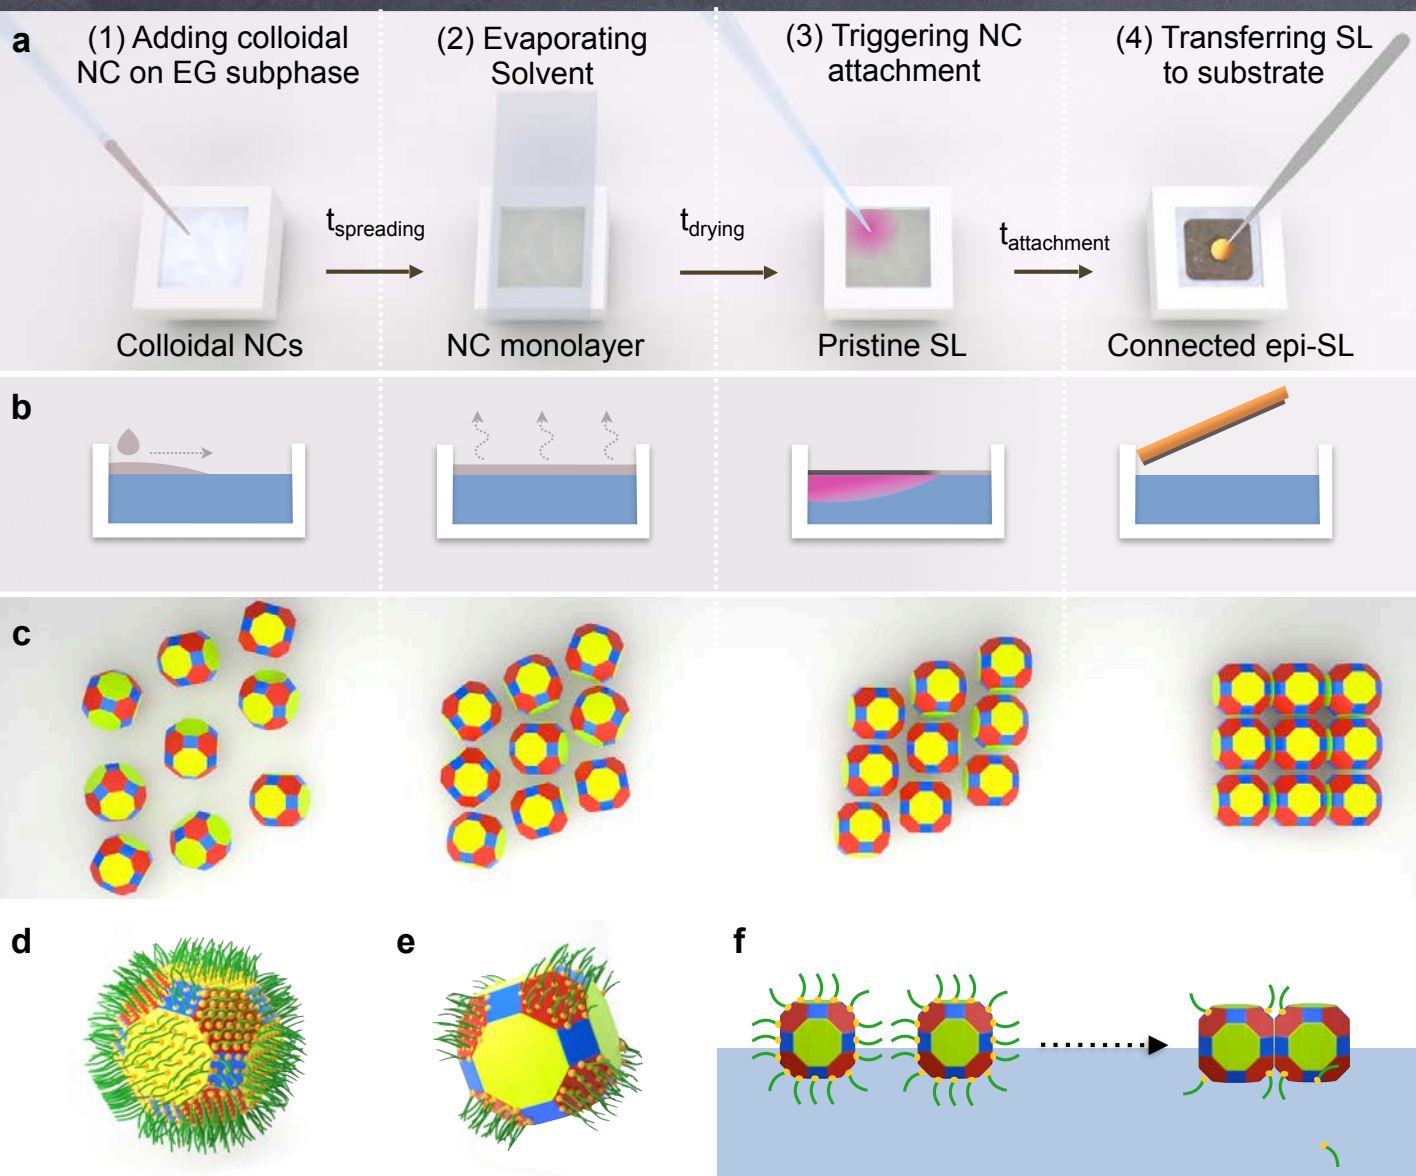 a
(1) Adding colloidal
NC on EG subphase
(2) Evaporating
Solvent
(3) Triggering NC
attachment
(4) Transferring SL
to substrate
tspreading
tdrying
tattachment
Colloidal NCs
NC monolayer
Pristine SL
Connected epi-SL
b
c
d
e
f